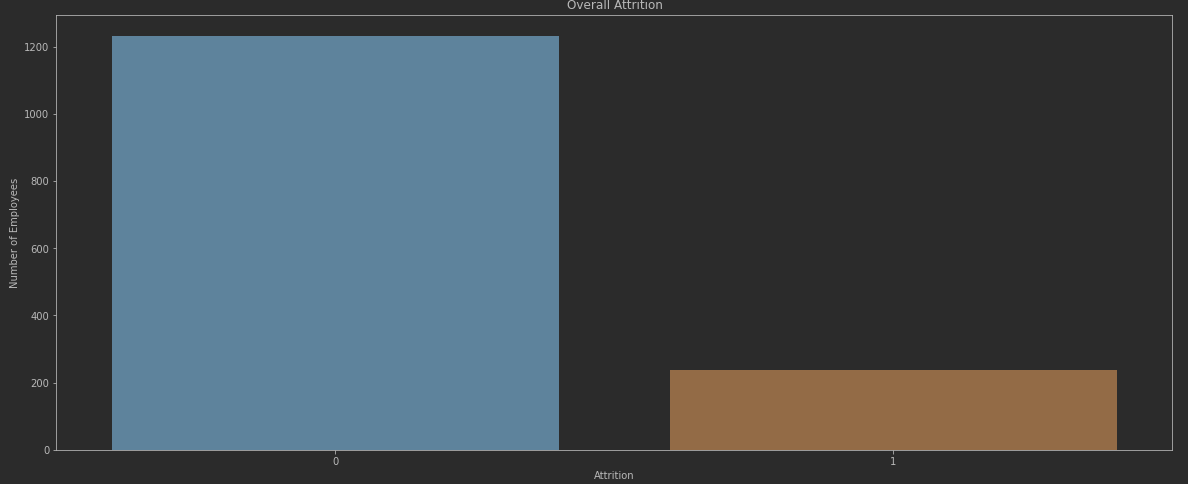 Overall Attrition
1200
1000
800
600
400
200
0
Number of Employees
0 1
Attrition